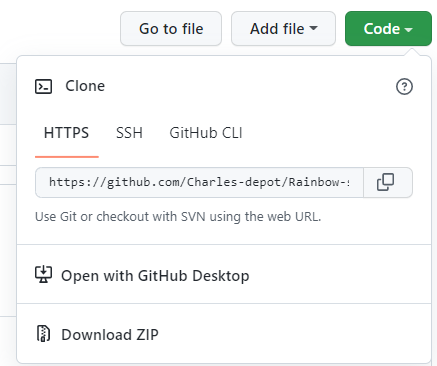 Go to file Add file Code
Clone
HTTPS SSH GitHub CLI
https://github.com/Charles-depot/Rainbow-s
Use Git or checkout with SVN using the web URL.
Open with GitHub Desktop
Download ZIP